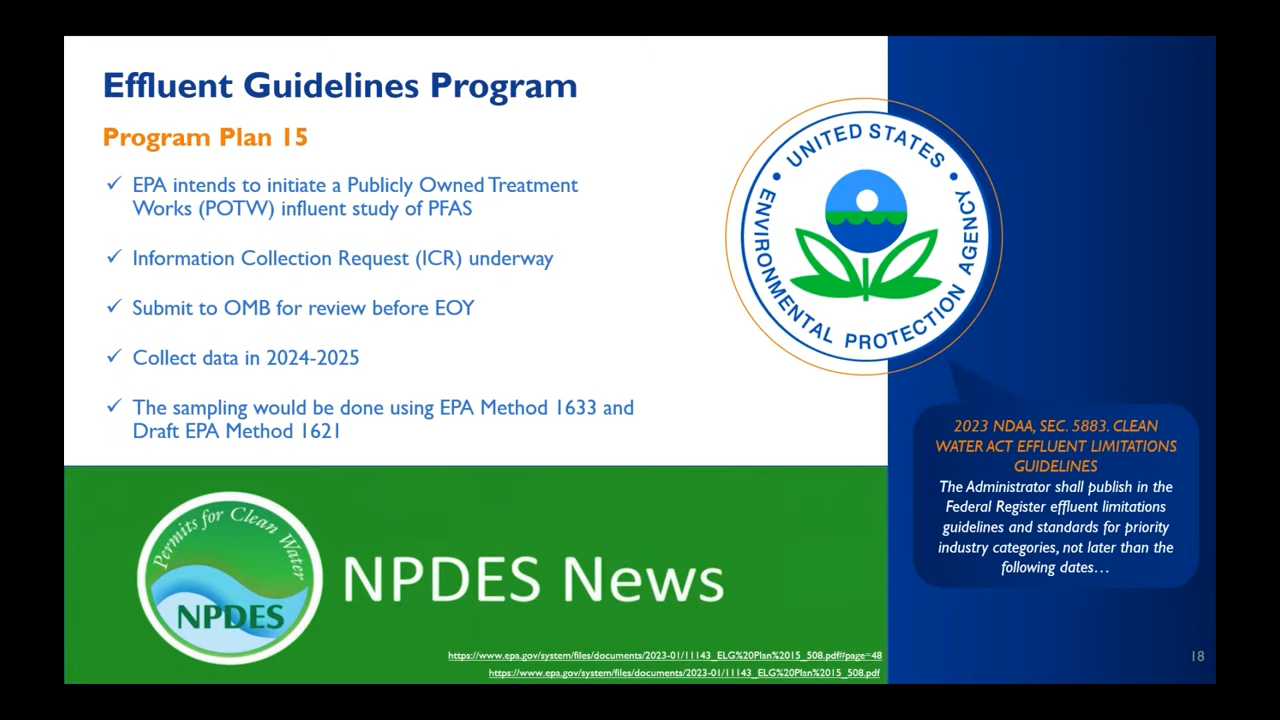 Effluent Guidelines Program
Program Plan 15
✓ EPA intends to initiate a Publicly Owned Treatment
Works (POTW) influent study of PFAS
✓ Information Collection Request (ICR) underway
✓ Submit to OMB for review before EOY
✓ Collect data in 2024-2025
✓ The sampling would be done using EPA Method 1633 and
Draft EPA Method 1621
UNITED STATES
ENVIRONMENTAL PROTECTION AGENCY
2023 NDAA, SEC. 5883. CLEAN
WATER ACT EFFLUENT LIMITATIONS
GUIDELINES
The Administrator shall publish in the
Federal Register effluent limitations
guidelines and standards for priority
industry categories, not later than the
following dates…
Permits for Clean Water
NPDES
NPDES News
https://www.epa.gov/system/files/documents/2023-01/11143_ELG%20Plan%2015_508.pdf#page=48
https://www.epa.gov/system/files/documents/2023-01/11143_ELG%20Plan%2015_508.pdf
18